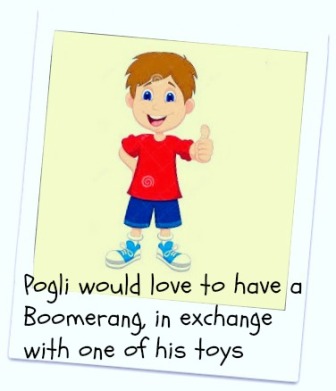 Pogli would love to have a
Boomerang, in exchange
with one of his toys